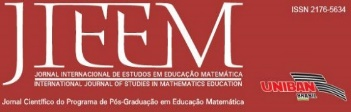 JIEEM
ISSN 2176-5634
JORNAL INTERNACIONAL DE ESTUDOS EM EDUCAÇÃO MATEMÁTICA
INTERNATIONAL JOURNAL OF STUDIES IN MATHEMATICS EDUCATION
UNIBAN
BRASIL
Jornal Científico do Programa de Pós-Graduação em Educação Matemática